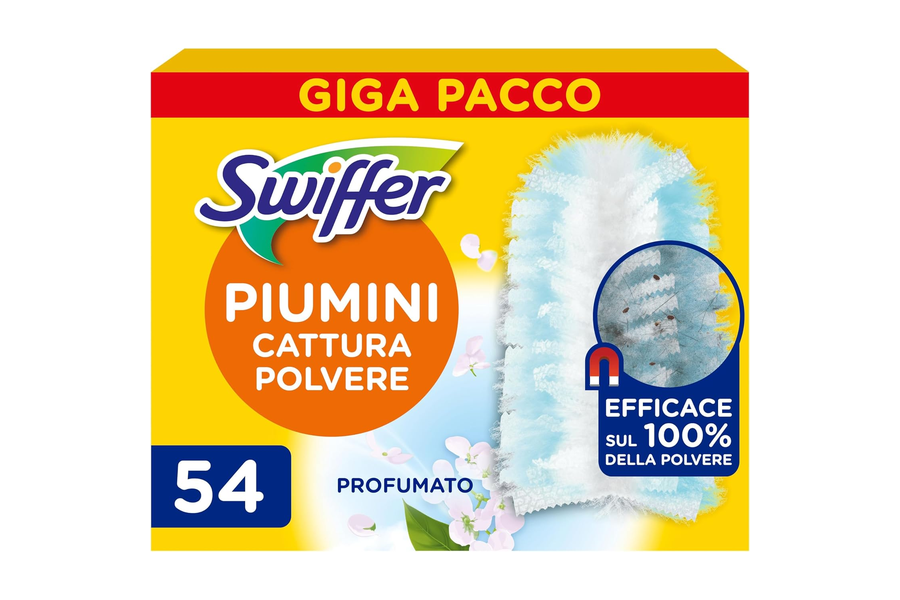 GIGA PACCO
Swiffer
PIUMINI
CATTURA
POLVERE
54
PROFUMATO
EFFICACE
SUL 100%
DELLA POLVERE